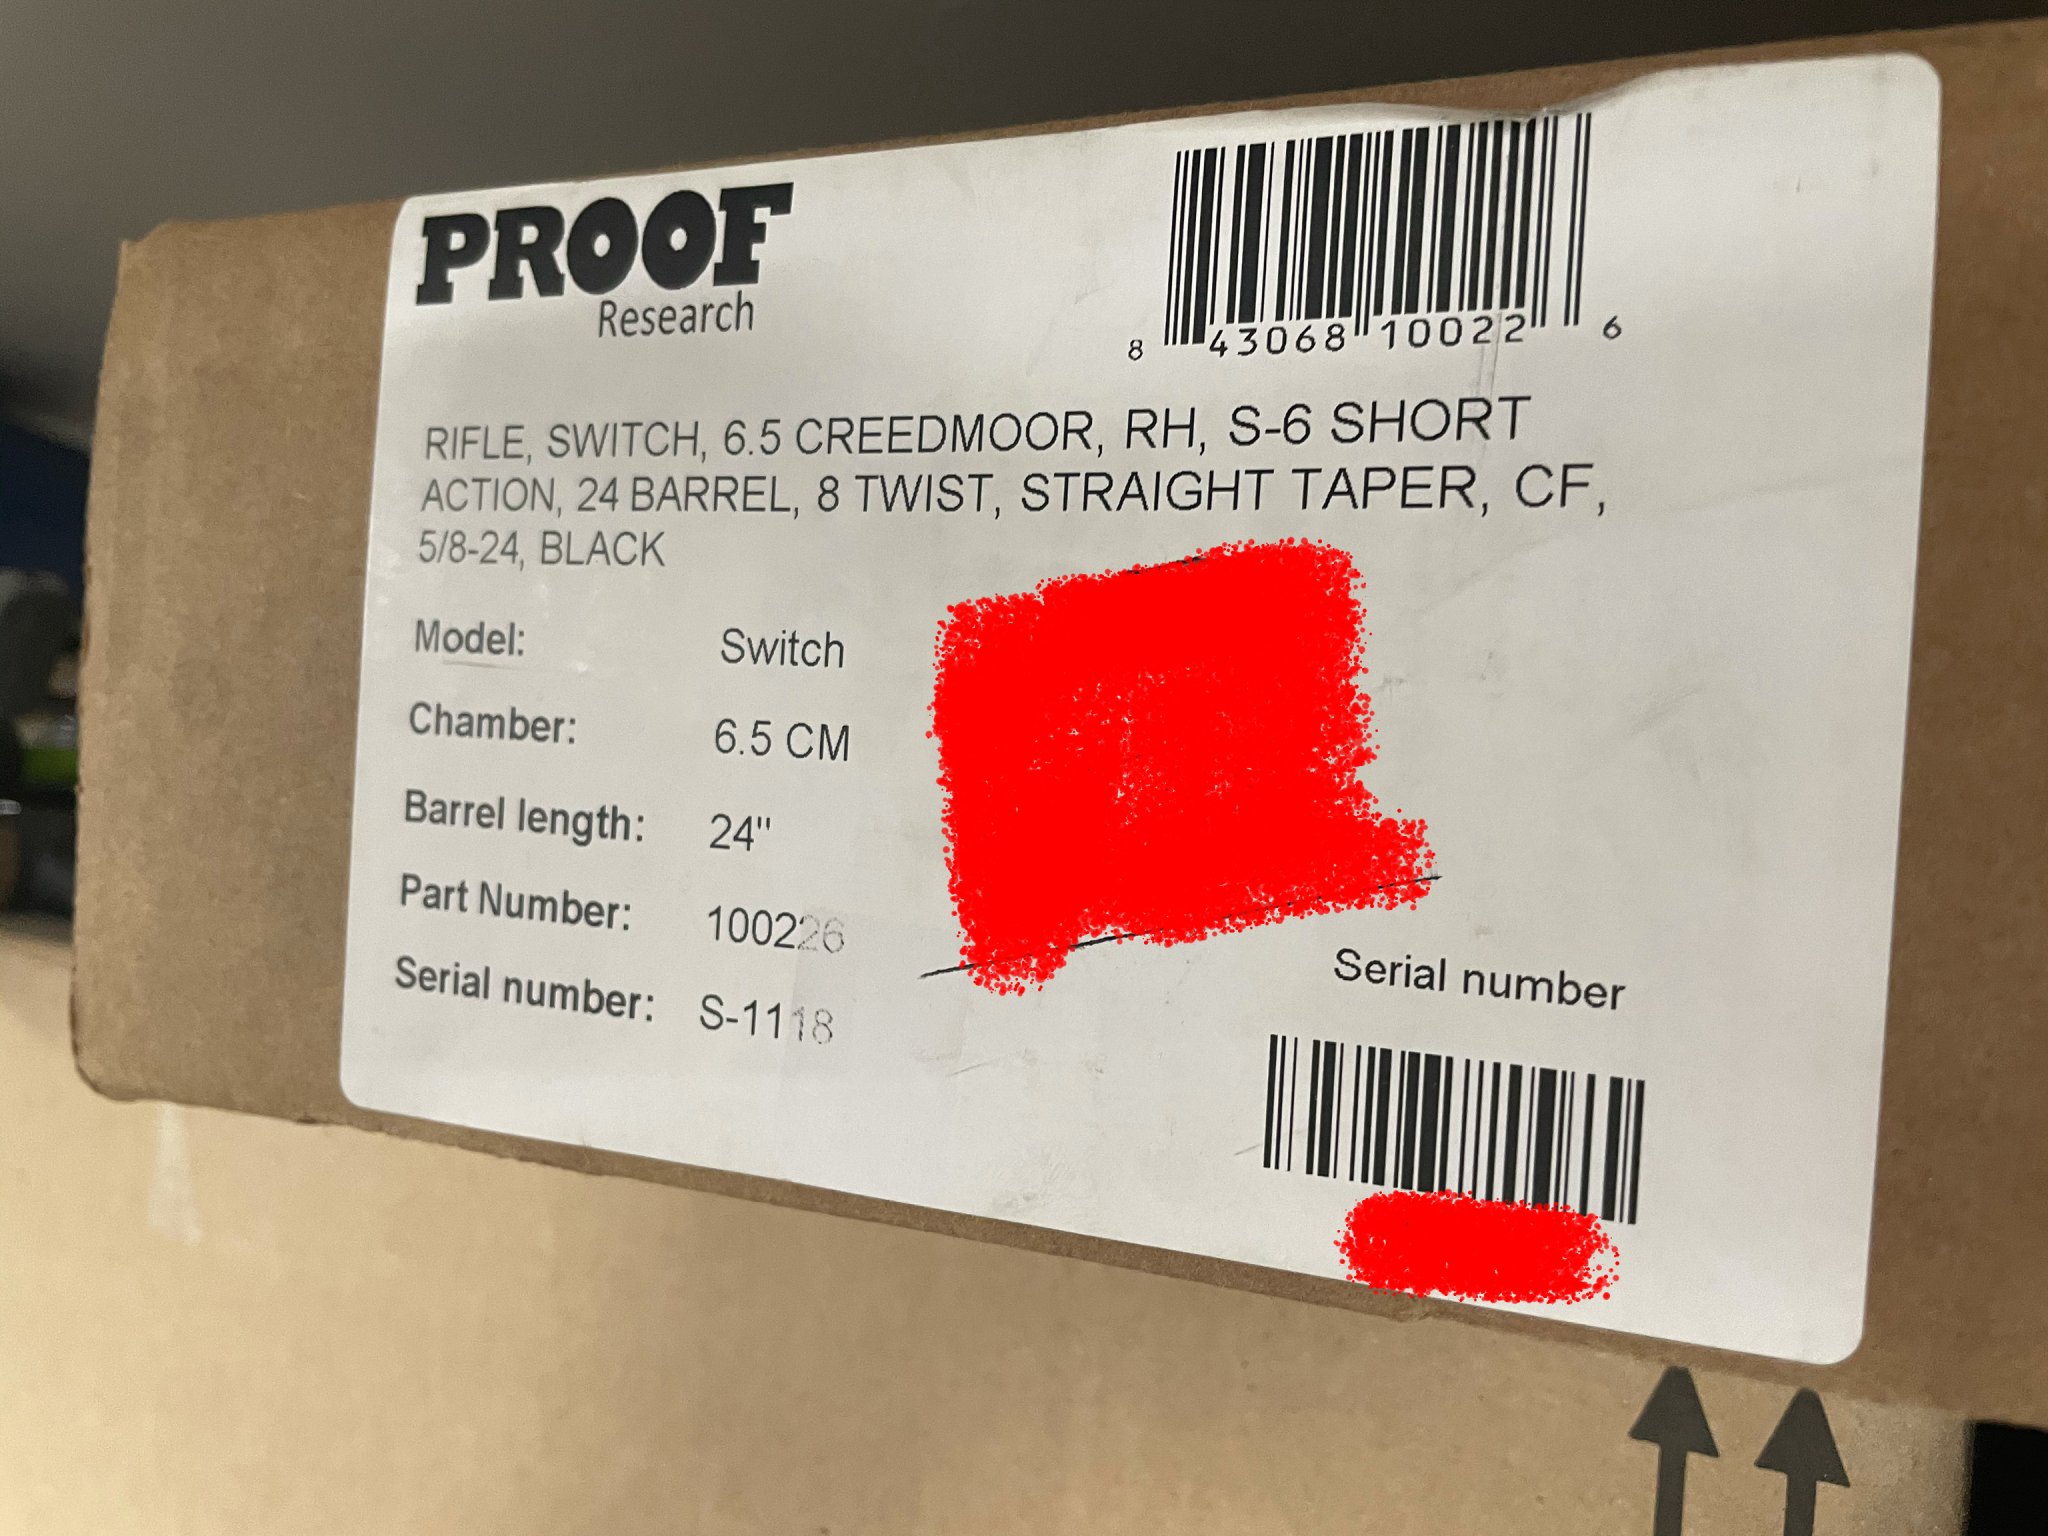 PROOF
Research
8 43068 10022 6
RIFLE, SWITCH, 6.5 CREEDMOOR, RH, S-6 SHORT
ACTION, 24 BARREL, 8 TWIST, STRAIGHT TAPER, CF,
5/8-24, BLACK
Model: Switch
Chamber: 6.5 CM
Barrel length: 24"
Part Number: 100226
Serial number: S-1118
Serial number